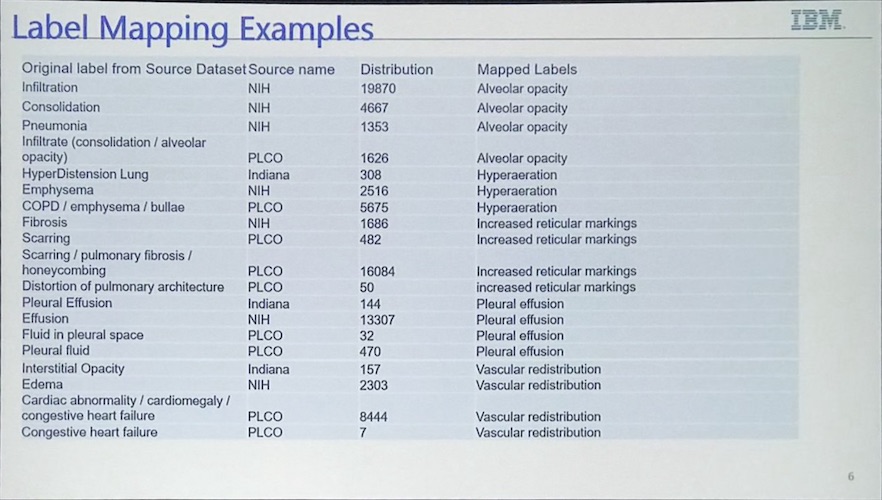 Label Mapping Examples
IBM
Original label from Source Dataset Source name Distribution Mapped Labels
Infiltration NIH 19870 Alveolar opacity
Consolidation NIH 4667 Alveolar opacity
Pneumonia NIH 1353 Alveolar opacity
Infiltrate (consolidation / alveolar
opacity) PLCO 1626 Alveolar opacity
HyperDistension Lung Indiana 308 Hyperaeration
Emphysema NIH 2516 Hyperaeration
COPD / emphysema / bullae PLCO 5675 Hyperaeration
Fibrosis NIH 1686 Increased reticular markings
Scarring PLCO 482 Increased reticular markings
Scarring / pulmonary fibrosis /
honeycombing PLCO 16084 Increased reticular markings
Distortion of pulmonary architecture PLCO 50 increased reticular markings
Pleural Effusion Indiana 144 Pleural effusion
Effusion NIH 13307 Pleural effusion
Fluid in pleural space PLCO 32 Pleural effusion
Pleural fluid PLCO 470 Pleural effusion
Interstitial Opacity Indiana 157 Vascular redistribution
Edema NIH 2303 Vascular redistribution
Cardiac abnormality / cardiomegaly /
congestive heart failure PLCO 8444 Vascular redistribution
Congestive heart failure PLCO 7 Vascular redistribution
6